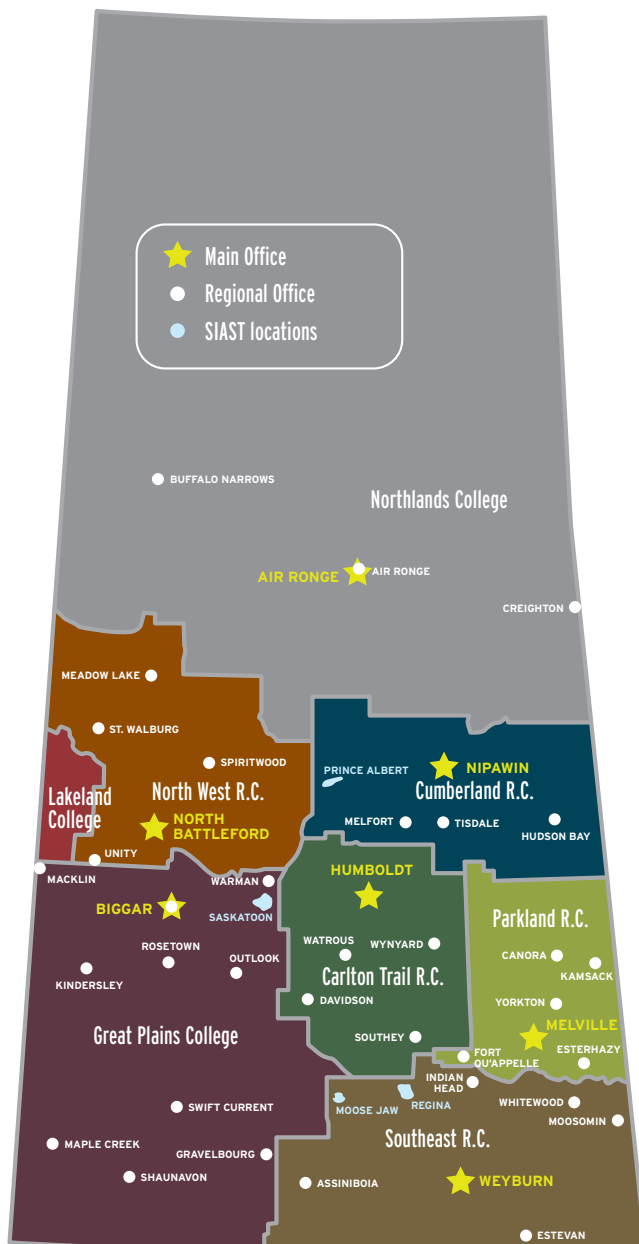 Main Office
Regional Office
SIAST locations
BUFFALO NARROWS
Northlands College
AIR RONGE
AIR RONGE
CREIGHTON
MEADOW LAKE
ST. WALBURG
SPIRITWOOD
PRINCE ALBERT
NIPAWIN
Lakeland
College
North West R.C.
Cumberland R.C.
NORTH
BATTLEFORD
MELFORT
TISDALE
HUDSON BAY
UNITY
MACKLIN
HUMBOLDT
WARMAN
BIGGAR
SASKATOON
Parkland R.C.
WATROUS
WYNYARD
CANORA
KAMSACK
ROSETOWN
OUTLOOK
KINDERSLEY
Carlton Trail R.C.
DAVIDSON
YORKTON
MELVILLE
Great Plains College
SOUTHEY
FORT
QU'APPELLE
ESTERHAZY
INDIAN
HEAD
MOOSE JAW
REGINA
WHITEWOOD
MOOSOMIN
SWIFT CURRENT
Southeast R.C.
MAPLE CREEK
GRAVELBOURG
SHAUNAVON
ASSINIBOIA
WEYBURN
ESTEVAN